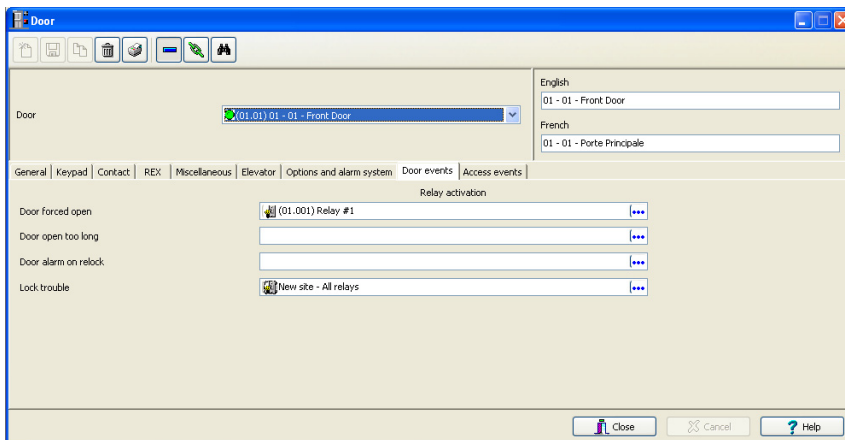 Door
English
01 - 01 - Front Door
Door
(01.01) 01 - 01 - Front Door
French
01 - 01 - Porte Principale
General Keypad Contact REX Miscellaneous Elevator Options and alarm system Door events Access events
Relay activation
Door forced open (01.001) Relay #1
Door open too long
Door alarm on relock
Lock trouble New site - All relays
Close Cancel ? Help